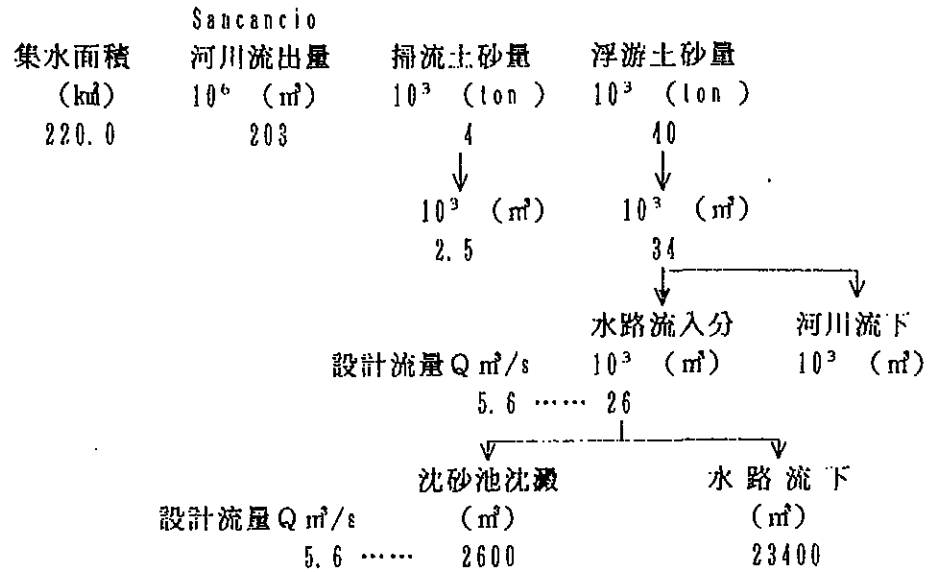 Sancancio
集水面積 河川流出量 掃流土砂量 浮游土砂量
(km²) 10⁶ (m³) 10³ (ton) 10³ (ton)
220.0 203 4 40
10³ (m³) 10³ (m³)
2.5 34
水路流入分 河川流下
設計流量Q m³/s 10³ (m³) 10³ (m³)
5.6 …… 26
沈砂池沈澱 水路流下
設計流量Q m³/s (m³) (m³)
5.6 …… 2600 23400